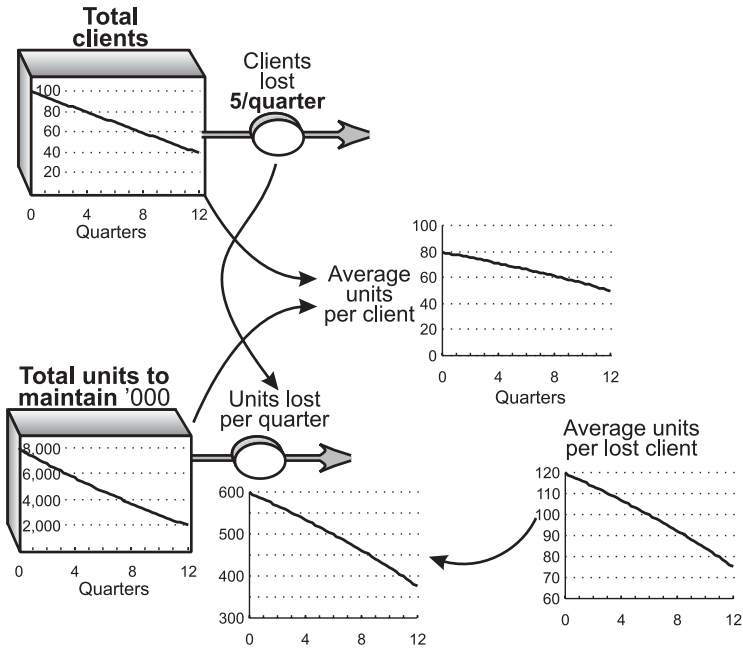 Total
clients
100
80
60
40
20
0 4 8 12
Quarters
Clients
lost
5/quarter
Average
units
per client
100
80
60
40
20
0
0 4 8 12
Quarters
Total units to
maintain '000
8,000
6,000
4,000
2,000
0 4 8 12
Quarters
Units lost
per quarter
600
500
400
300
0 4 8 12
Average units
per lost client
120
110
100
90
80
70
60
0 4 8 12